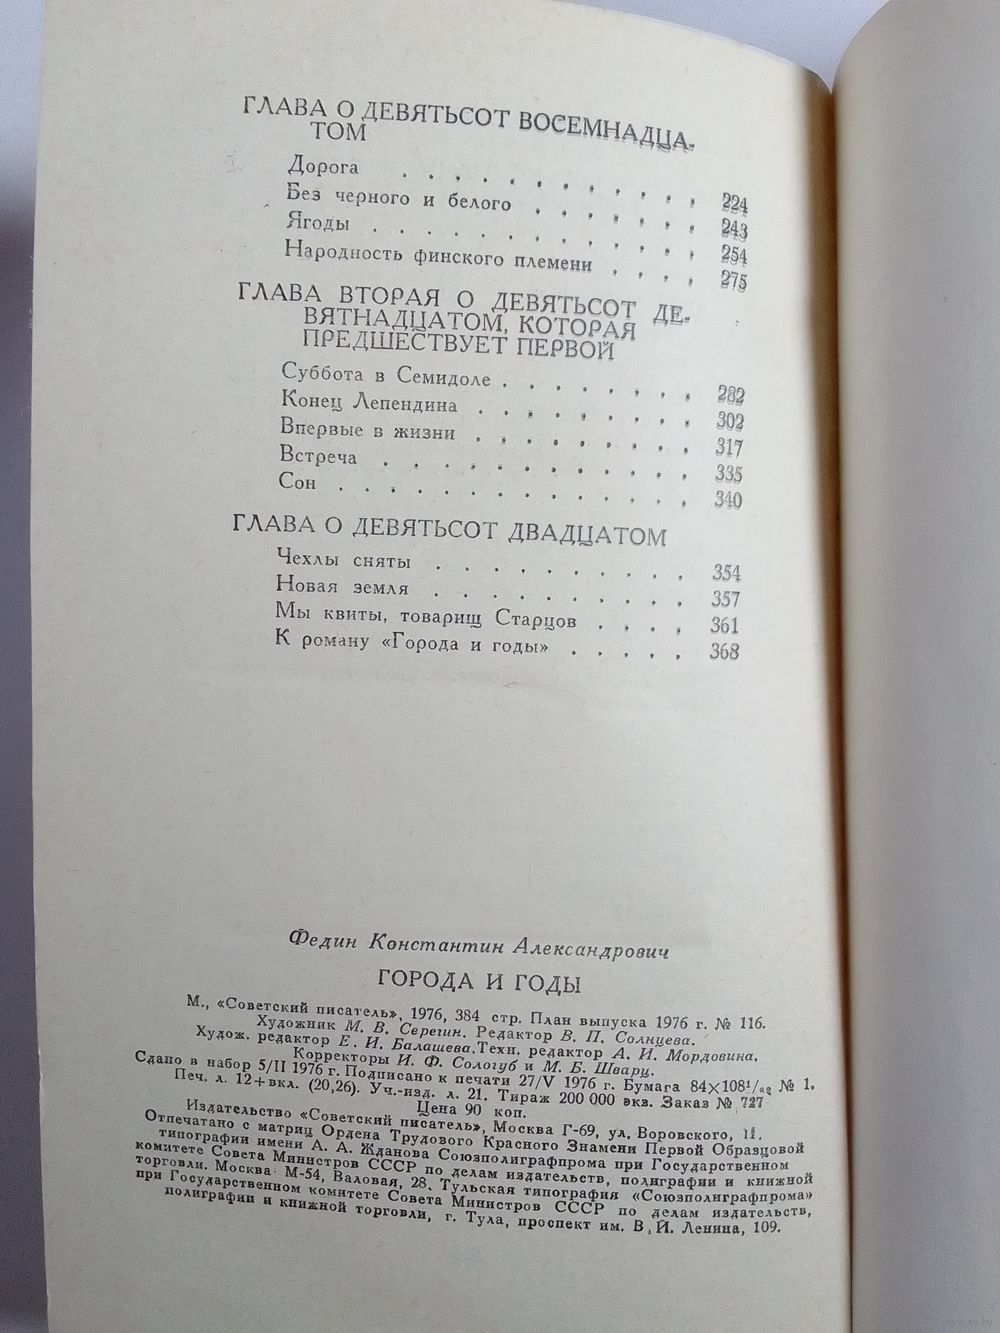 ГЛАВА О ДЕВЯТЬСОТ ВОСЕМНАДЦА-
ТОМ
Дорога . . . . . . . . . . . . 224
Без черного и белого . . . . . . . 243
Ягоды . . . . . . . . . . . . . 254
Народность финского племени . . . . 275
ГЛАВА ВТОРАЯ О ДЕВЯТЬСОТ ДЕ-
ВЯТНАДЦАТОМ, КОТОРАЯ
ПРЕДШЕСТВУЕТ ПЕРВОЙ
Суббота в Семидоле . . . . . . . . 282
Конец Лепендина . . . . . . . . . 302
Впервые в жизни . . . . . . . . . 317
Встреча . . . . . . . . . . . . 335
Сон . . . . . . . . . . . . . . 340
ГЛАВА О ДЕВЯТЬСОТ ДВАДЦАТОМ
Чехлы сняты . . . . . . . . . . 354
Новая земля . . . . . . . . . . 357
Мы квиты, товарищ Старцов . . . . 361
К роману «Города и годы» . . . . . 368
Федин Константин Александрович
ГОРОДА И ГОДЫ
М., «Советский писатель», 1976, 384 стр. План выпуска 1976 г. № 116.
Художник М. В. Серегин. Редактор В. П. Солнцева.
Худож. редактор Е. И. Балашева. Техн. редактор А. И. Мордовина.
Корректоры И. Ф. Сологуб и М. Б. Шварц.
Сдано в набор 5/II 1976 г. Подписано к печати 27/V 1976 г. Бумага 84×108¹/₃₂ № 1.
Печ. л. 12+вкл. (20,26). Уч.-изд. л. 21. Тираж 200 000 экз. Заказ № 727
Цена 90 коп.
Издательство «Советский писатель», Москва Г-69, ул. Воровского, 11.
Отпечатано с матриц Ордена Трудового Красного Знамени Первой Образцовой
типографии имени А. А. Жданова Союзполиграфпрома при Государственном
комитете Совета Министров СССР по делам издательств, полиграфии и книжной
торговли. Москва М-54, Валовая, 28. Тульская типография «Союзполиграфпрома»
при Государственном комитете Совета Министров СССР по делам издательств,
полиграфии и книжной торговли, г. Тула, проспект им. В. И. Ленина, 109.